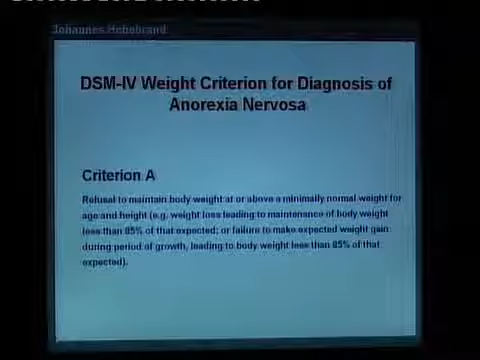 Johannes Hebebrand
DSM-IV Weight Criterion for Diagnosis of
Anorexia Nervosa
Criterion A
Refusal to maintain body weight at or above a minimally normal weight for
age and height (e.g. weight loss leading to maintenance of body weight
less than 85% of that expected; or failure to make expected weight gain
during period of growth, leading to body weight less than 85% of that
expected).